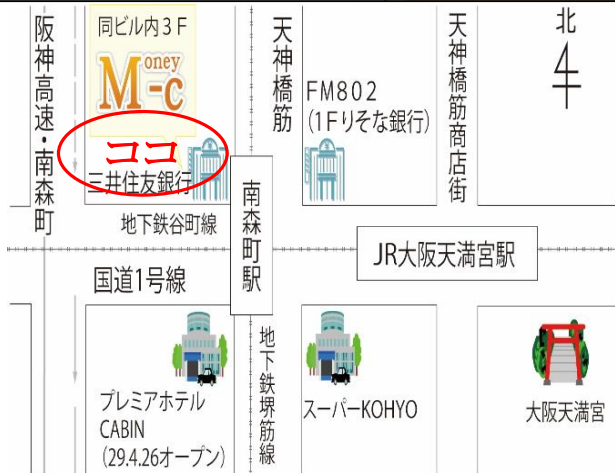 阪神高速・南森町
同ビル内3F
Money-c
ココ
三井住友銀行
天神橋筋
FM802
(1Fりそな銀行)
天神橋筋商店街
北
地下鉄谷町線
南森町駅
JR大阪天満宮駅
国道1号線
地下鉄堺筋線
プレミアホテル
CABIN
(29.4.26オープン)
スーパーKOHYO
大阪天満宮